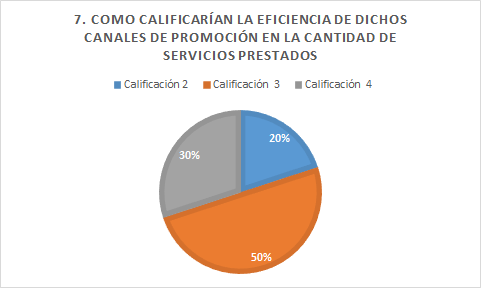 7. COMO CALIFICARÍAN LA EFICIENCIA DE DICHOS
CANALES DE PROMOCIÓN EN LA CANTIDAD DE
SERVICIOS PRESTADOS
Calificación 2 Calificación 3 Calificación 4
20%
30%
50%